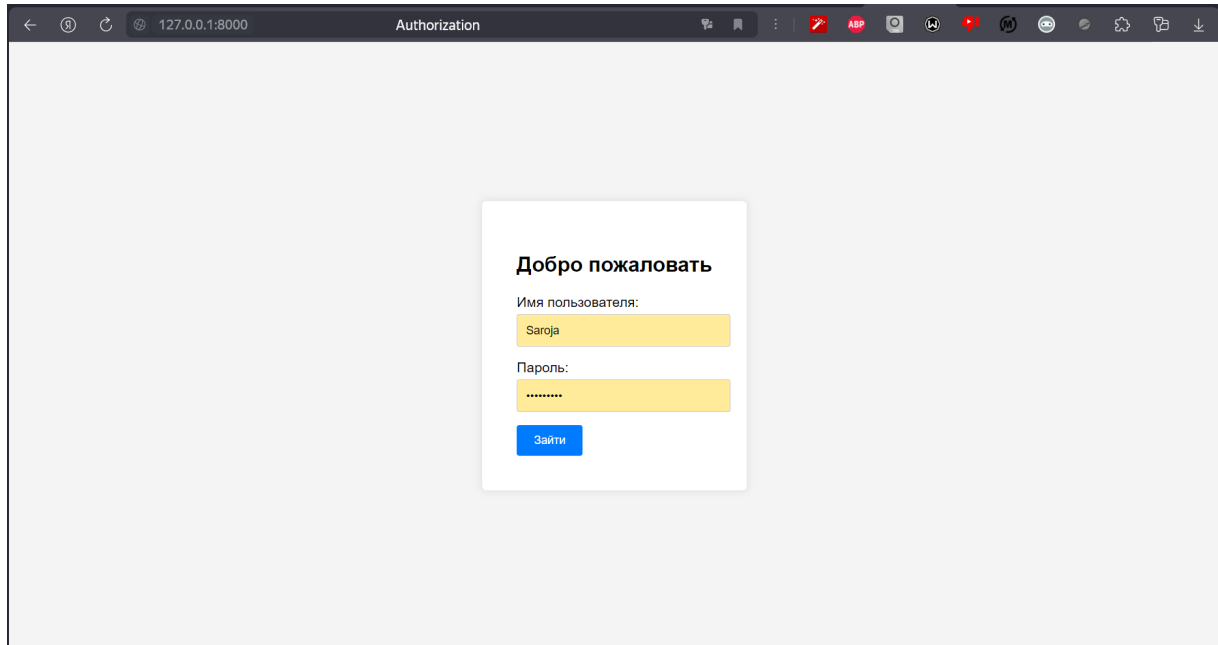 127.0.0.1:8000 Authorization ABP
Добро пожаловать
Имя пользователя:
Saroja
Пароль:
•••••••••
Зайти